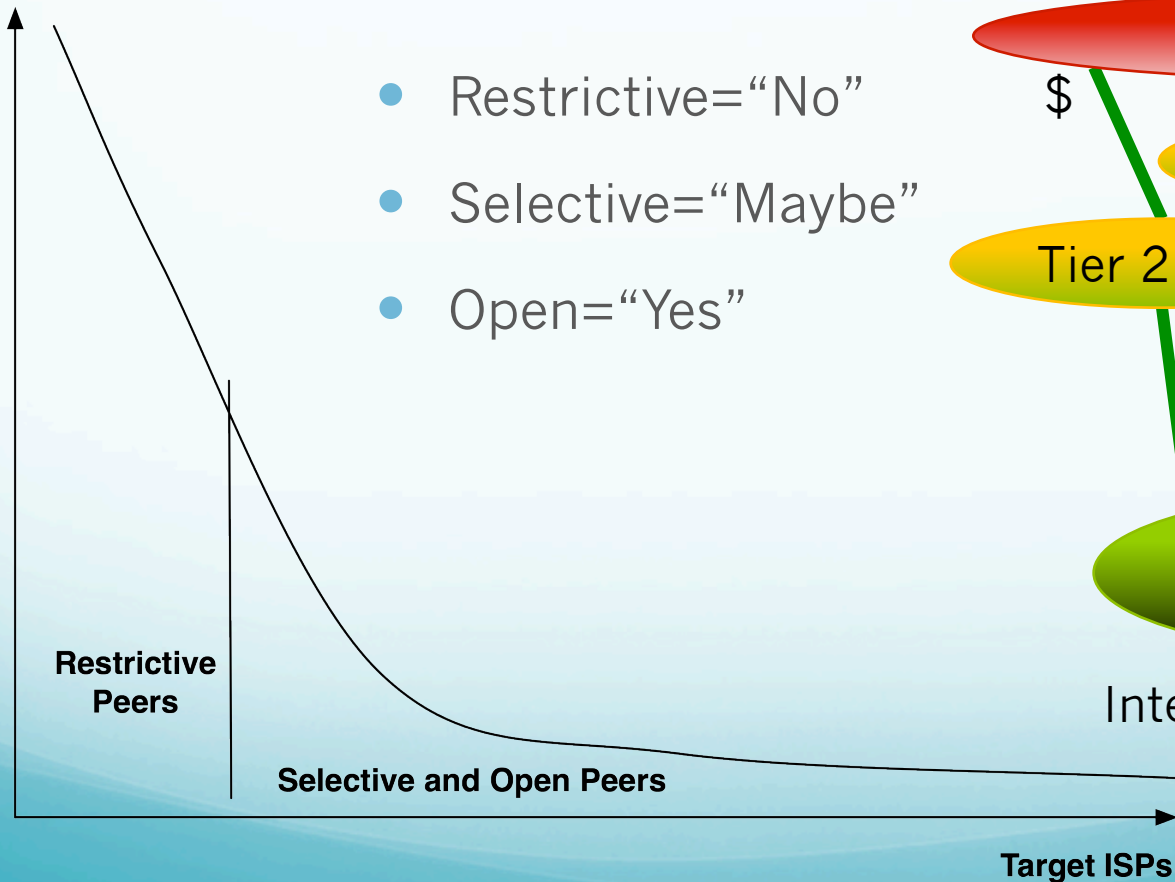 Restrictive=“No”
$
Selective=“Maybe”
Tier 2
Open=“Yes”
Restrictive
Peers
Selective and Open Peers
Target ISPs